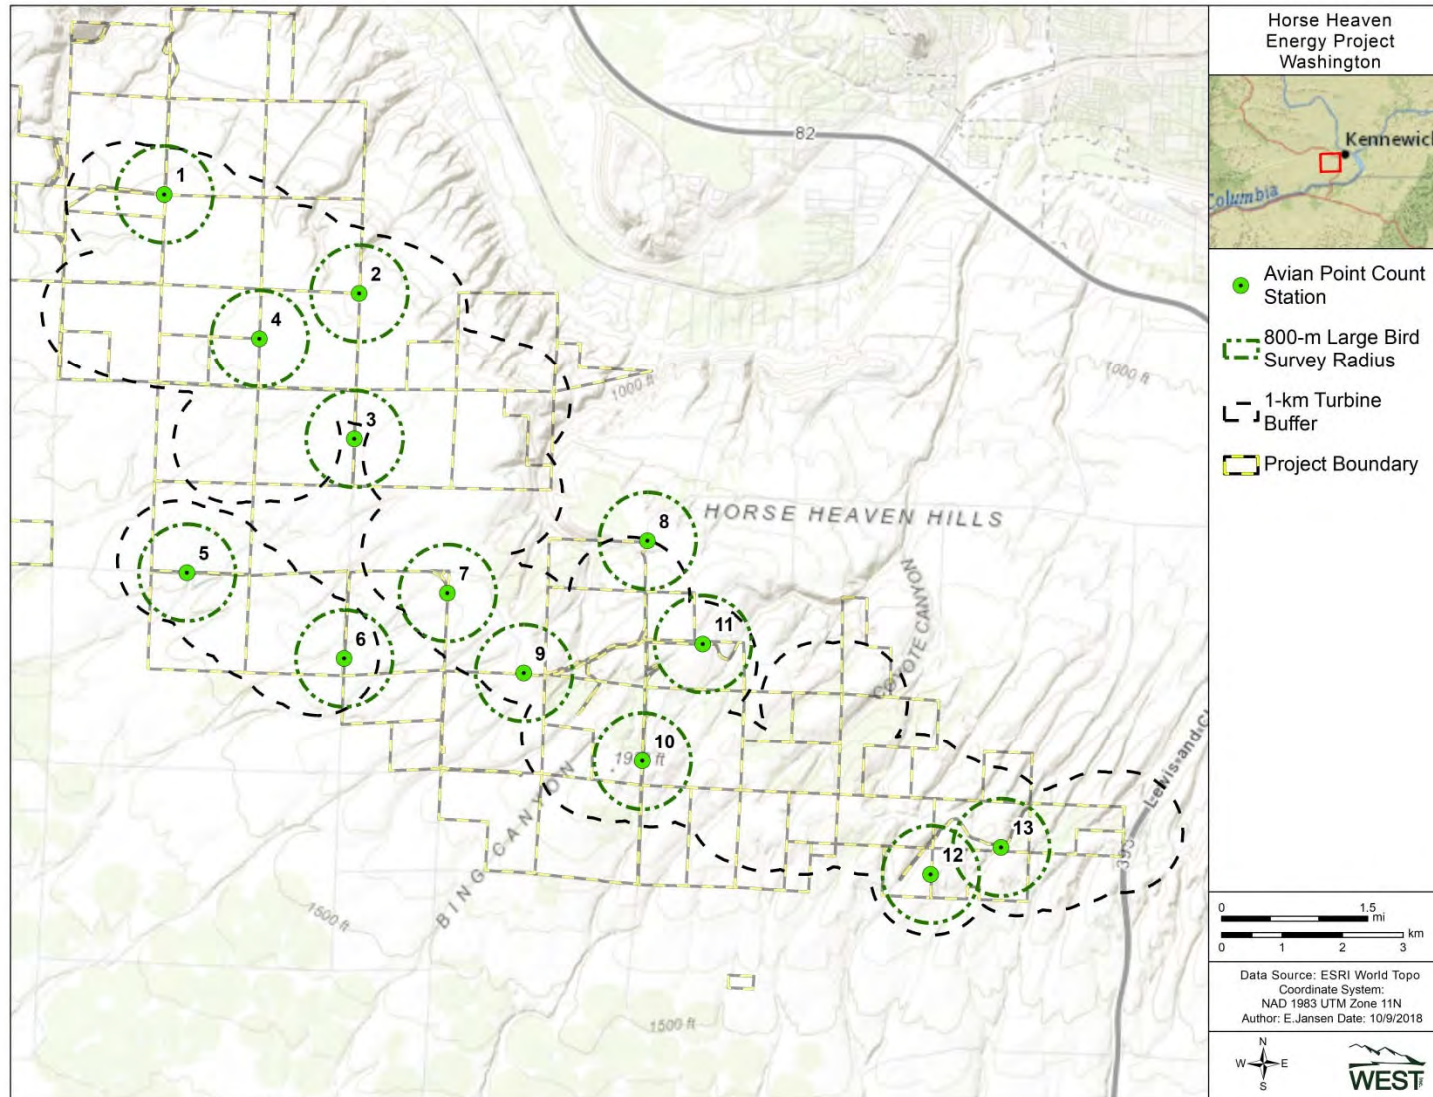 Horse Heaven
Energy Project
Washington
Kennewick
Columbia
Avian Point Count
Station
800-m Large Bird
Survey Radius
1-km Turbine
Buffer
Project Boundary
0 1.5
mi
km
0 1 2 3
Data Source: ESRI World Topo
Coordinate System:
NAD 1983 UTM Zone 11N
Author: E.Jansen Date: 10/9/2018
N
W E
S
WEST
Inc.
82
1
2
4
3
1000 ft
1000 ft
HORSE HEAVEN HILLS
8
5
7
COYOTE CANYON
11
6
9
10
Lewis and Cl
BING CANYON
13
12
395
1500 ft
1500 ft